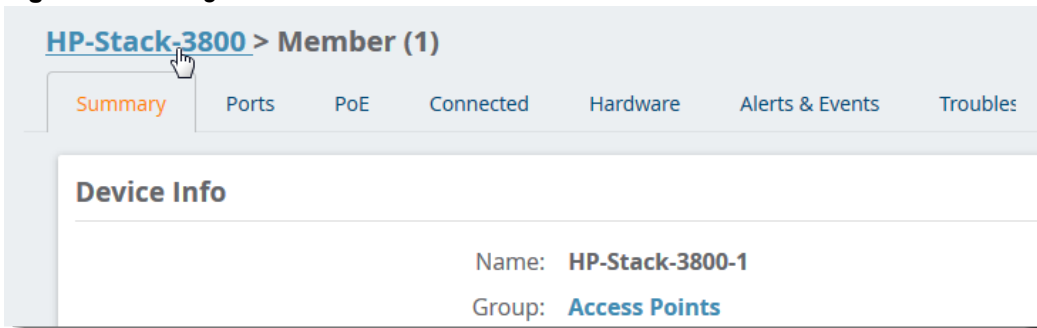 HP-Stack-3800 > Member (1)
Summary Ports PoE Connected Hardware Alerts & Events Troubles
Device Info
Name: HP-Stack-3800-1
Group: Access Points